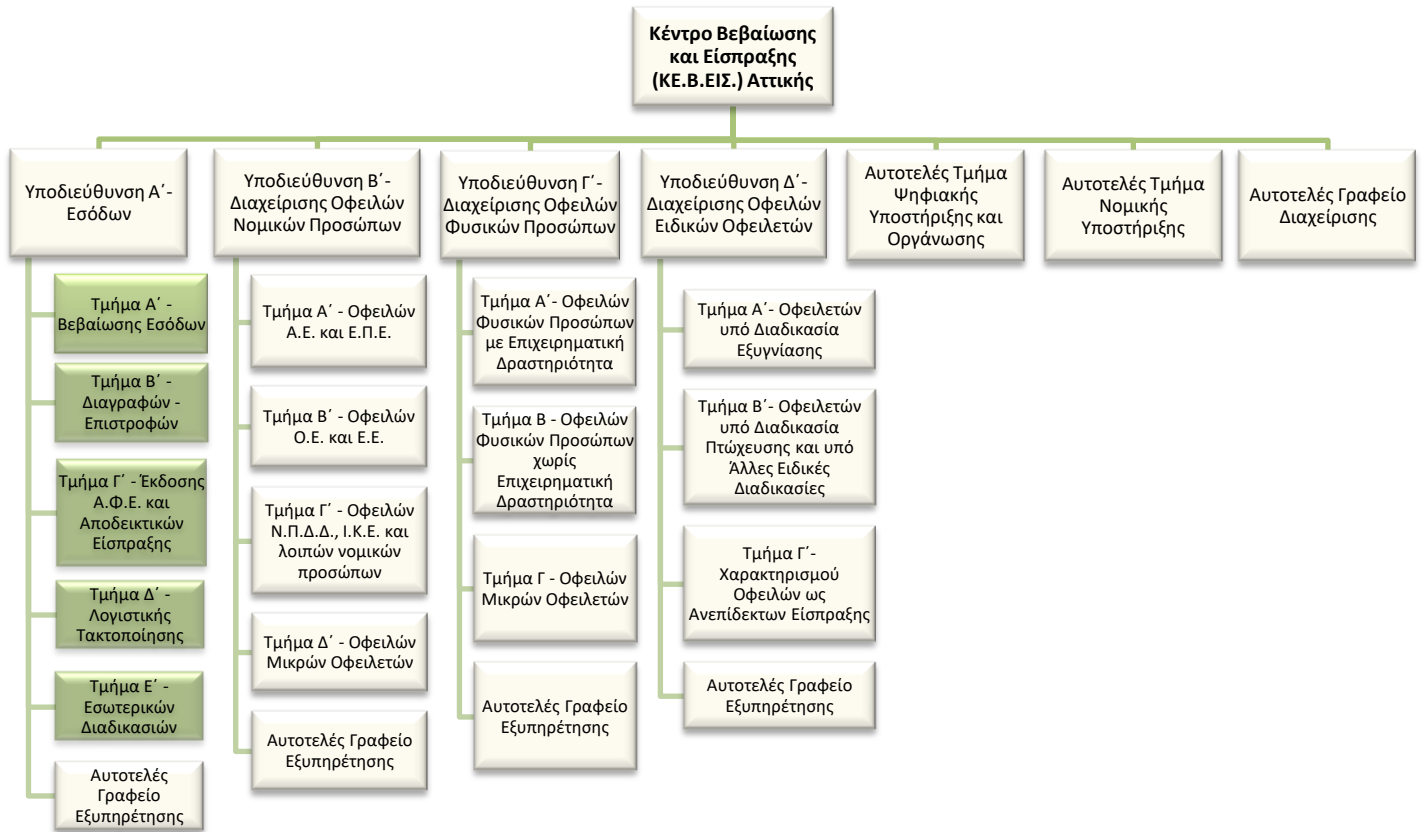 Κέντρο Βεβαίωσης
και Είσπραξης
(ΚΕ.Β.ΕΙΣ.) Αττικής
Υποδιεύθυνση Α΄-
Εσόδων
Υποδιεύθυνση Β΄-
Διαχείρισης Οφειλών
Νομικών Προσώπων
Υποδιεύθυνση Γ΄-
Διαχείρισης Οφειλών
Φυσικών Προσώπων
Υποδιεύθυνση Δ΄-
Διαχείρισης Οφειλών
Ειδικών Οφειλετών
Αυτοτελές Τμήμα
Ψηφιακής
Υποστήριξης και
Οργάνωσης
Αυτοτελές Τμήμα
Νομικής
Υποστήριξης
Αυτοτελές Γραφείο
Διαχείρισης
Τμήμα Α΄ -
Βεβαίωσης Εσόδων
Τμήμα Β΄ -
Διαγραφών -
Επιστροφών
Τμήμα Γ΄ - Έκδοσης
Α.Φ.Ε. και
Αποδεικτικών
Είσπραξης
Τμήμα Δ΄ -
Λογιστικής
Τακτοποίησης
Τμήμα Ε΄ -
Εσωτερικών
Διαδικασιών
Αυτοτελές
Γραφείο
Εξυπηρέτησης
Τμήμα Α΄ - Οφειλών
Α.Ε. και Ε.Π.Ε.
Τμήμα Β΄ - Οφειλών
Ο.Ε. και Ε.Ε.
Τμήμα Γ΄ - Οφειλών
Ν.Π.Δ.Δ., Ι.Κ.Ε. και
λοιπών νομικών
προσώπων
Τμήμα Δ΄ - Οφειλών
Μικρών Οφειλετών
Αυτοτελές Γραφείο
Εξυπηρέτησης
Τμήμα Α΄- Οφειλών
Φυσικών Προσώπων
με Επιχειρηματική
Δραστηριότητα
Τμήμα Β - Οφειλών
Φυσικών Προσώπων
χωρίς
Επιχειρηματική
Δραστηριότητα
Τμήμα Γ - Οφειλών
Μικρών Οφειλετών
Αυτοτελές Γραφείο
Εξυπηρέτησης
Τμήμα Α΄- Οφειλετών
υπό Διαδικασία
Εξυγνίασης
Τμήμα Β΄- Οφειλετών
υπό Διαδικασία
Πτώχευσης και υπό
Άλλες Ειδικές
Διαδικασίες
Τμήμα Γ΄-
Χαρακτηρισμού
Οφειλών ως
Ανεπίδεκτων Είσπραξης
Αυτοτελές Γραφείο
Εξυπηρέτησης